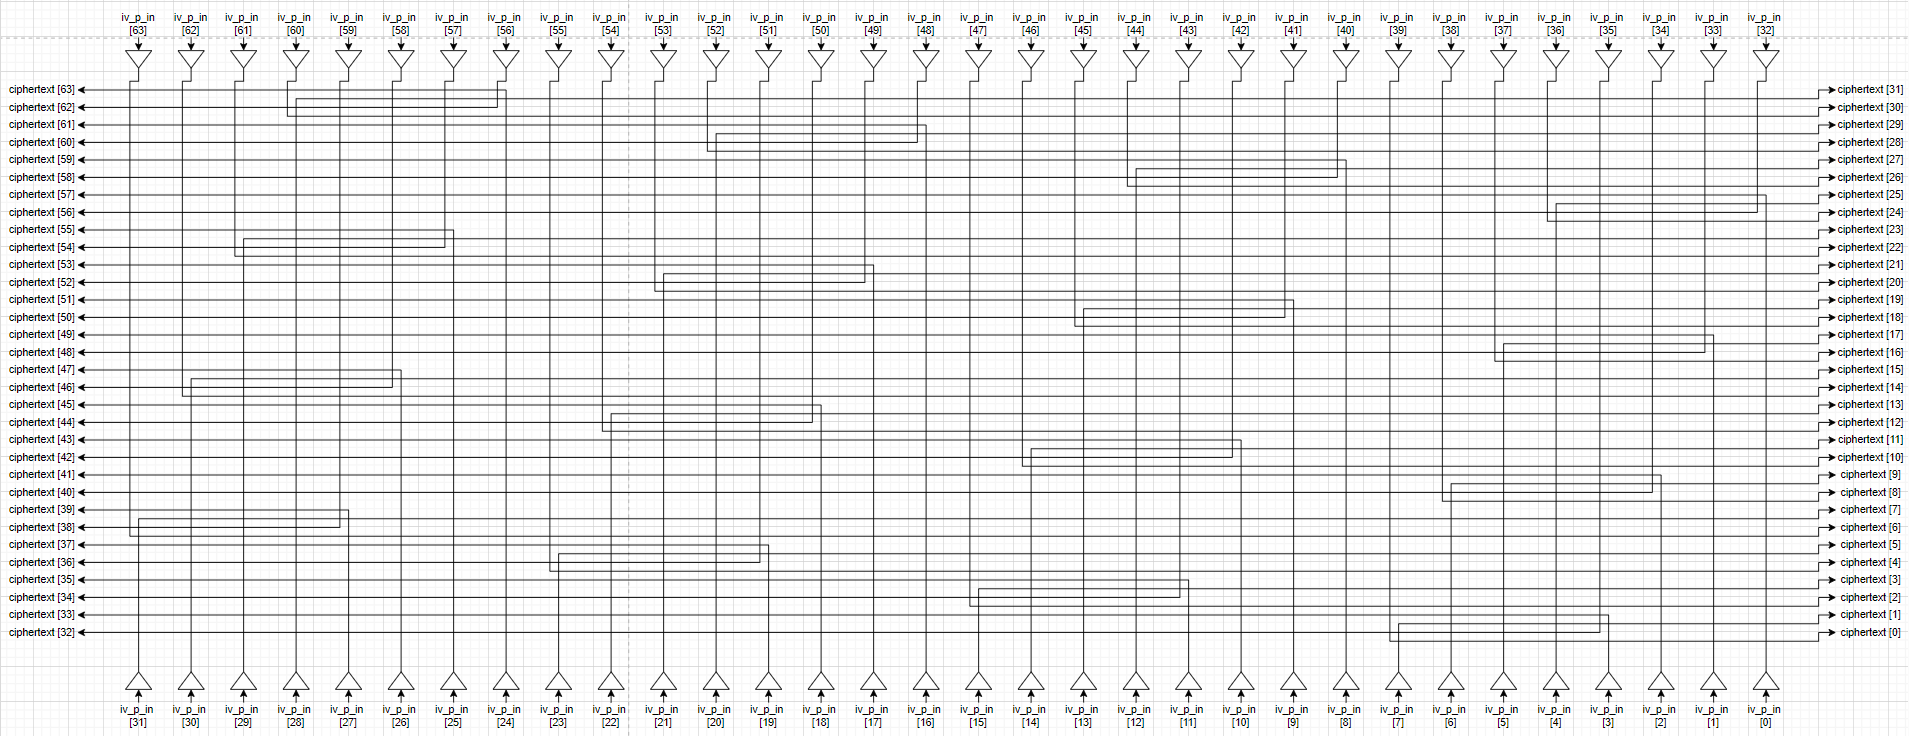 iv_p_in iv_p_in iv_p_in iv_p_in iv_p_in iv_p_in iv_p_in iv_p_in iv_p_in iv_p_in iv_p_in iv_p_in iv_p_in iv_p_in iv_p_in iv_p_in iv_p_in iv_p_in iv_p_in iv_p_in iv_p_in iv_p_in iv_p_in iv_p_in iv_p_in iv_p_in iv_p_in iv_p_in iv_p_in iv_p_in iv_p_in iv_p_in
[63] [62] [61] [60] [59] [58] [57] [56] [55] [54] [53] [52] [51] [50] [49] [48] [47] [46] [45] [44] [43] [42] [41] [40] [39] [38] [37] [36] [35] [34] [33] [32]
ciphertext [63] ciphertext [31]
ciphertext [62] ciphertext [30]
ciphertext [61] ciphertext [29]
ciphertext [60] ciphertext [28]
ciphertext [59] ciphertext [27]
ciphertext [58] ciphertext [26]
ciphertext [57] ciphertext [25]
ciphertext [56] ciphertext [24]
ciphertext [55] ciphertext [23]
ciphertext [54] ciphertext [22]
ciphertext [53] ciphertext [21]
ciphertext [52] ciphertext [20]
ciphertext [51] ciphertext [19]
ciphertext [50] ciphertext [18]
ciphertext [49] ciphertext [17]
ciphertext [48] ciphertext [16]
ciphertext [47] ciphertext [15]
ciphertext [46] ciphertext [14]
ciphertext [45] ciphertext [13]
ciphertext [44] ciphertext [12]
ciphertext [43] ciphertext [11]
ciphertext [42] ciphertext [10]
ciphertext [41] ciphertext [9]
ciphertext [40] ciphertext [8]
ciphertext [39] ciphertext [7]
ciphertext [38] ciphertext [6]
ciphertext [37] ciphertext [5]
ciphertext [36] ciphertext [4]
ciphertext [35] ciphertext [3]
ciphertext [34] ciphertext [2]
ciphertext [33] ciphertext [1]
ciphertext [32] ciphertext [0]
iv_p_in iv_p_in iv_p_in iv_p_in iv_p_in iv_p_in iv_p_in iv_p_in iv_p_in iv_p_in iv_p_in iv_p_in iv_p_in iv_p_in iv_p_in iv_p_in iv_p_in iv_p_in iv_p_in iv_p_in iv_p_in iv_p_in iv_p_in iv_p_in iv_p_in iv_p_in iv_p_in iv_p_in iv_p_in iv_p_in iv_p_in iv_p_in
[31] [30] [29] [28] [27] [26] [25] [24] [23] [22] [21] [20] [19] [18] [17] [16] [15] [14] [13] [12] [11] [10] [9] [8] [7] [6] [5] [4] [3] [2] [1] [0]